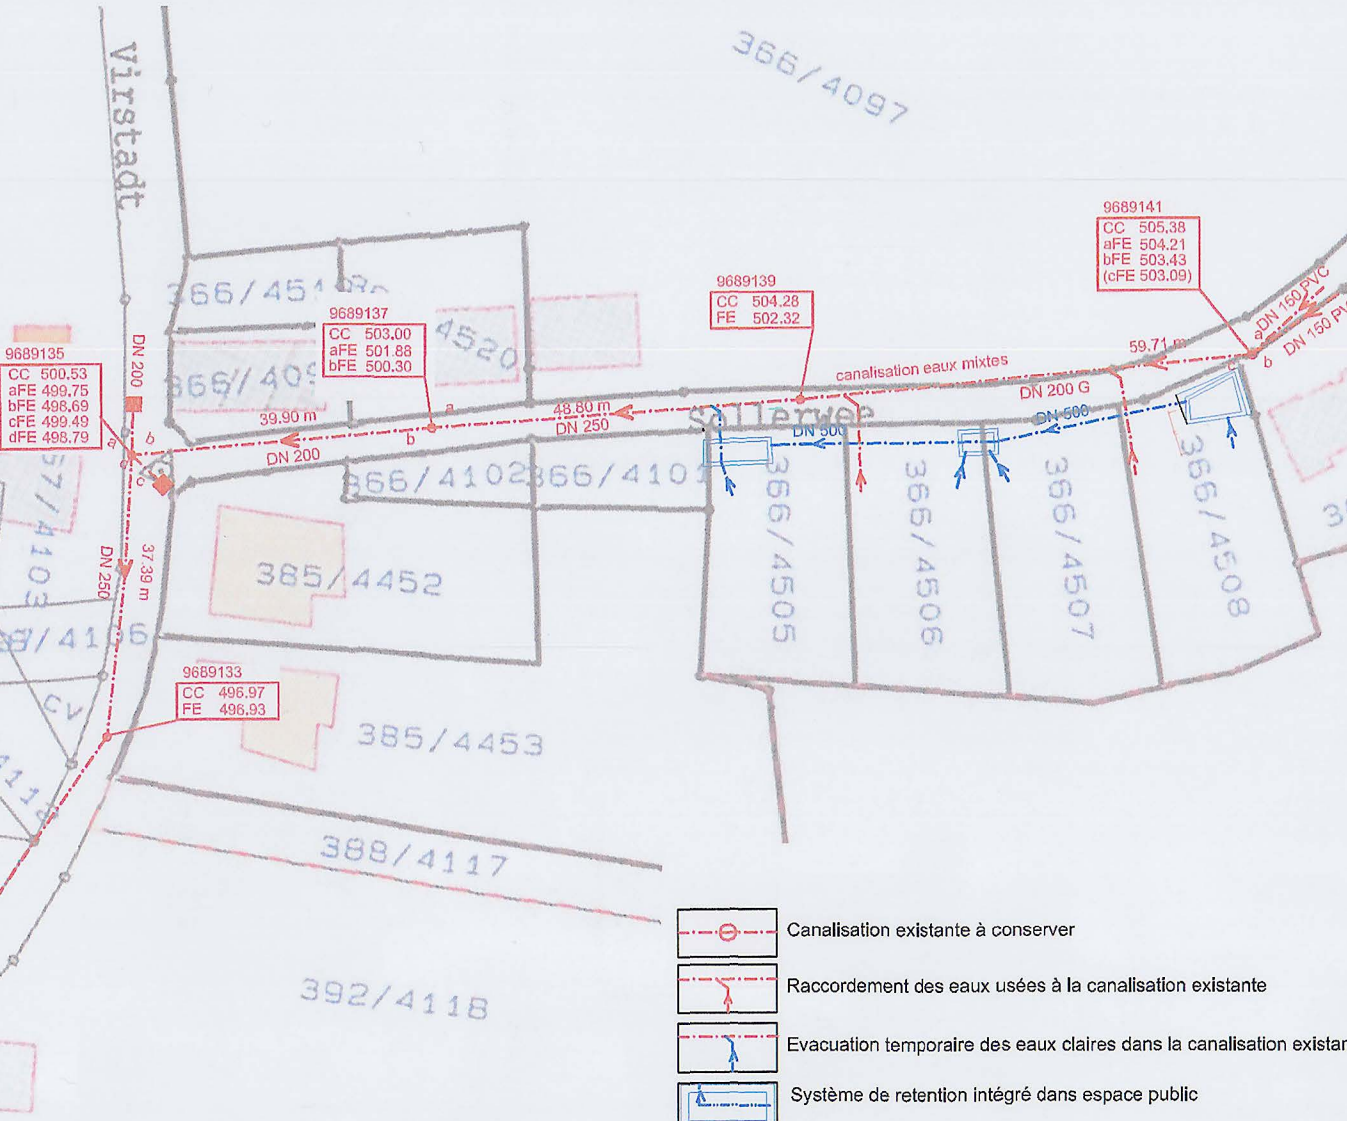 Virstadt
366/4097
9689141
CC 505.38
aFE 504.21
bFE 503.43
(cFE 503.09)
9689139
CC 504.28
FE 502.32
9689137
CC 503.00
aFE 501.88
bFE 500.30
9689135
CC 500.53
aFE 499.75
bFE 498.69
cFE 499.49
dFE 498.79
DN 200
4520
DN 150 PVC
a
b
c
59.71 m
canalisation eaux mixtes
DN 200 G
DN 500
DN 500
48.80 m
DN 250
a
b
39.90 m
DN 200
a
b
c
366/4102
366/4101
366/4505
366/4506
366/4507
366/4508
57/4103
DN 250
37.39 m
385/4452
9689133
CC 496.97
FE 496.93
CV
385/4453
388/4117
392/4118
Canalisation existante à conserver
Raccordement des eaux usées à la canalisation existante
Evacuation temporaire des eaux claires dans la canalisation
Système de retention intégré dans espace public